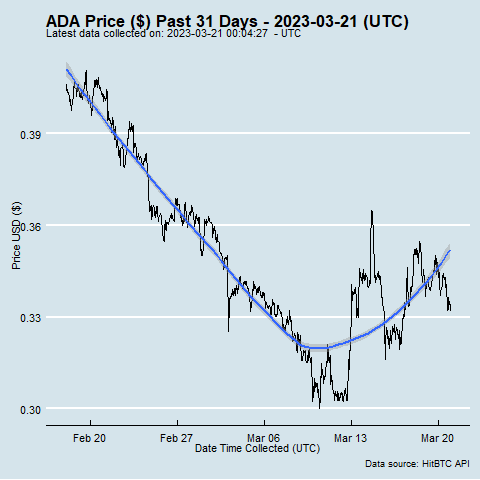 ADA Price ($) Past 31 Days - 2023-03-21 (UTC)
Latest data collected on: 2023-03-21 00:04:27 - UTC
Price USD ($)
0.39
0.36
0.33
0.30
Feb 20 Feb 27 Mar 06 Mar 13 Mar 20
Date Time Collected (UTC)
Data source: HitBTC API